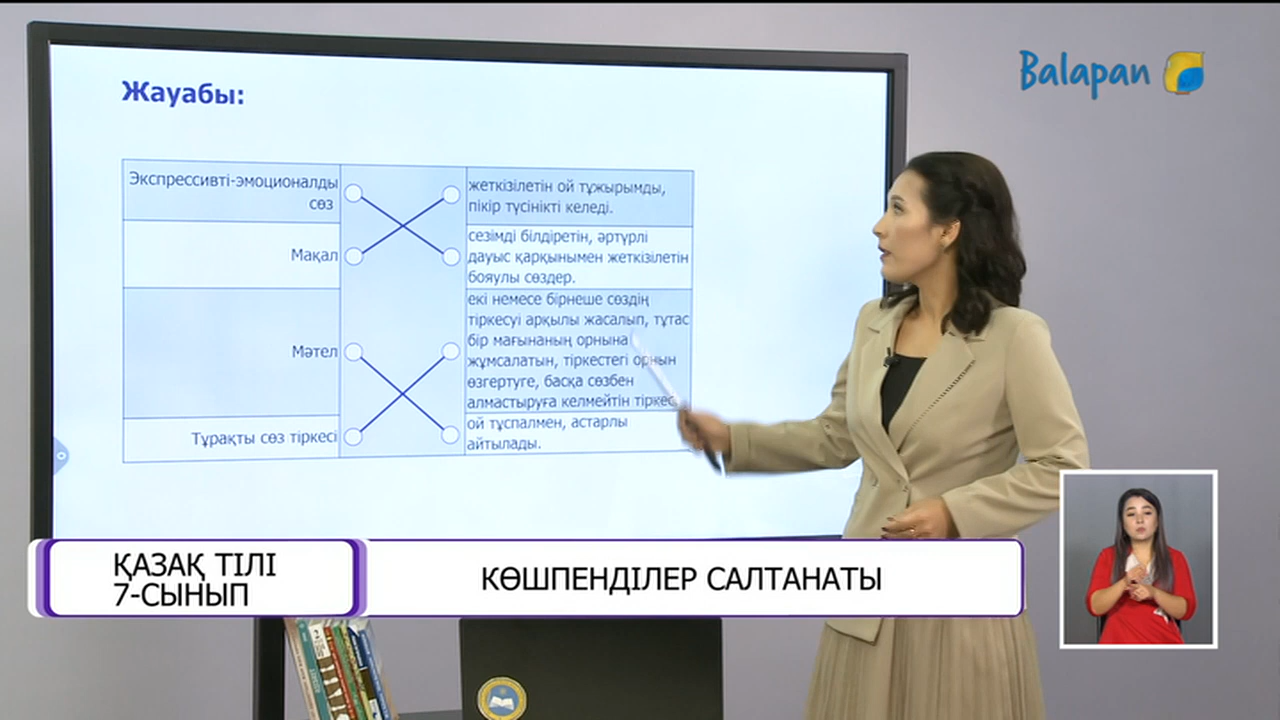 Balapan
Жауабы:
Экспрессивті-эмоционалды
сөз
жеткізілетін ой тұжырымды,
пікір түсінікті келеді.
Мақал
сезімді білдіретін, әртүрлі
дауыс қарқынымен жеткізілетін
бояулы сөздер.
Мәтел
екі немесе бірнеше сөздің
тіркесуі арқылы жасалып, тұтас
бір мағынаның орнына
жұмсалатын, тіркестегі орнын
өзгертуге, басқа сөзбен
алмастыруға келмейтін тіркес
Тұрақты сөз тіркесі
ой тұспалмен, астарлы
айтылады.
ҚАЗАҚ ТІЛІ
7-СЫНЫП
КӨШПЕНДІЛЕР САЛТАНАТЫ